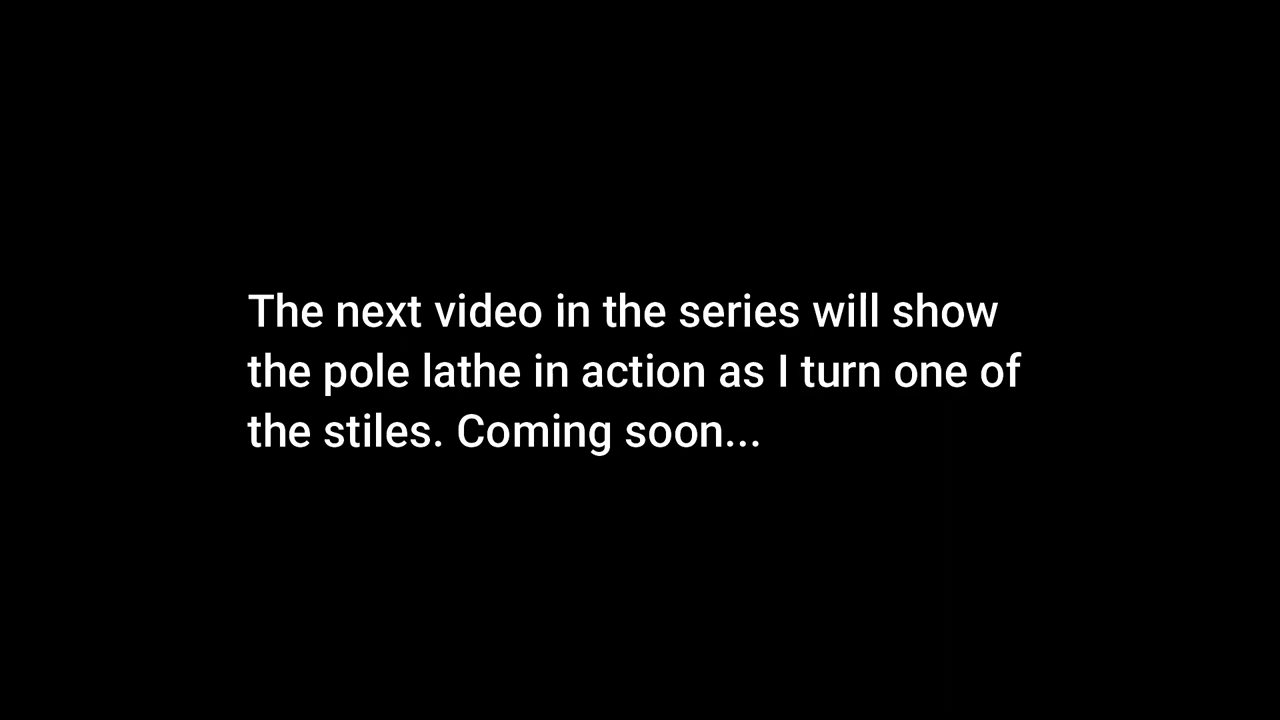 The next video in the series will show
the pole lathe in action as I turn one of
the stiles. Coming soon...